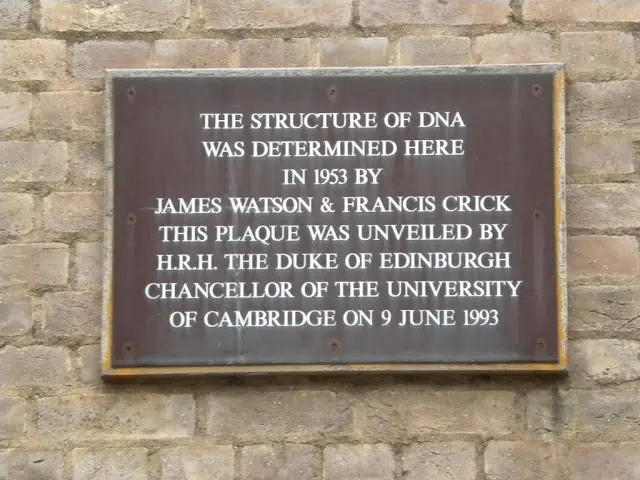 THE STRUCTURE OF DNA
WAS DETERMINED HERE
IN 1953 BY
JAMES WATSON & FRANCIS CRICK
THIS PLAQUE WAS UNVEILED BY
H.R.H. THE DUKE OF EDINBURGH
CHANCELLOR OF THE UNIVERSITY
OF CAMBRIDGE ON 9 JUNE 1993